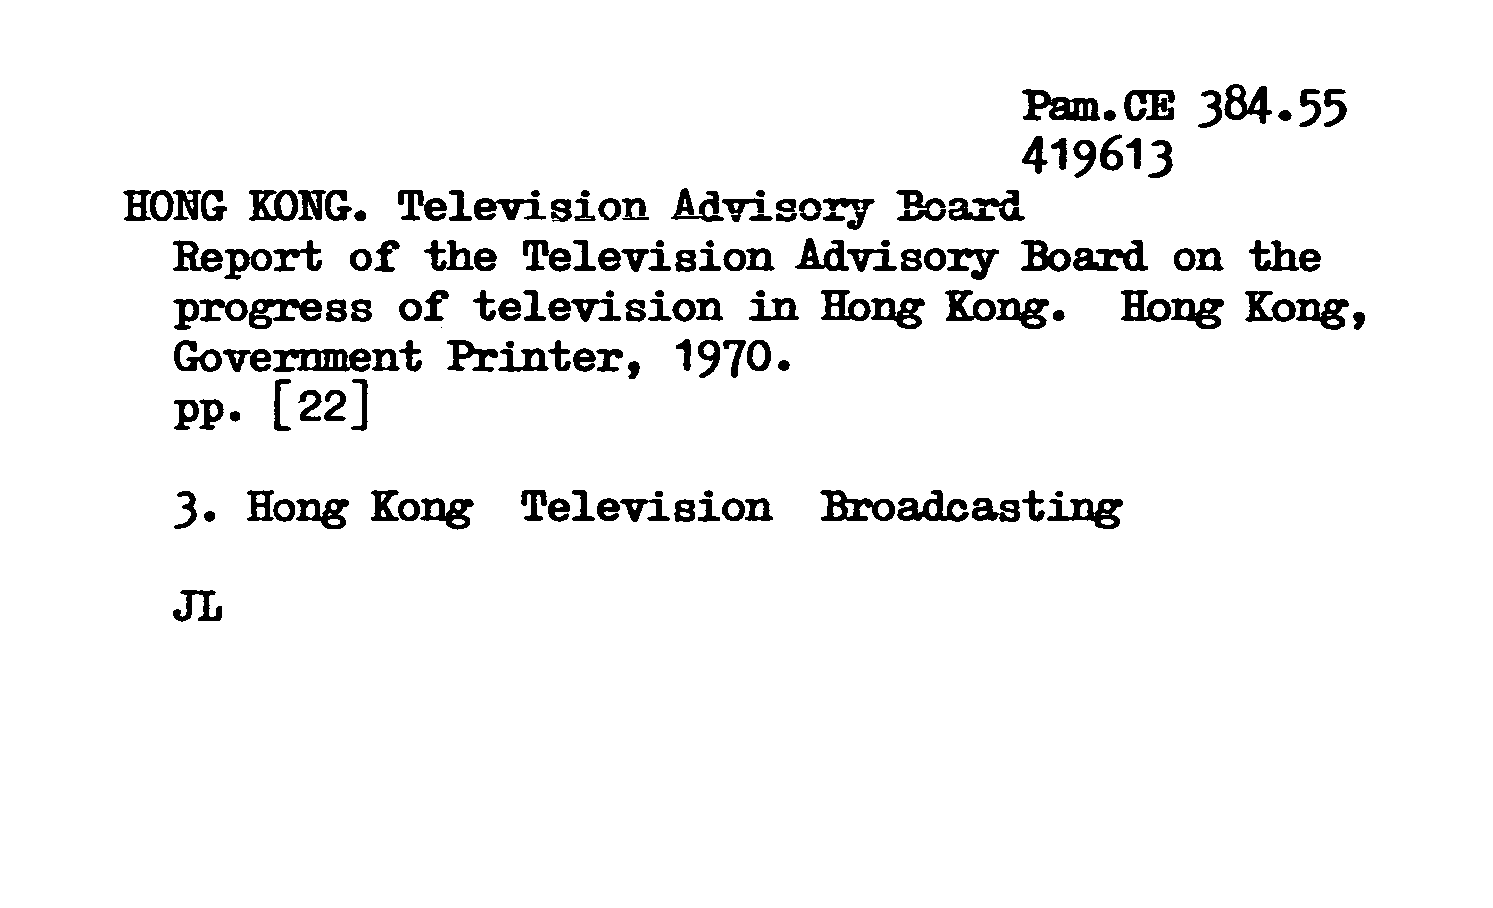 Pam.CE 384.55
419613
HONG KONG. Television Advisory Board
Report of the Television Advisory Board on the
progress of television in Hong Kong. Hong Kong,
Government Printer, 1970.
pp. [22]
3. Hong Kong Television Broadcasting
JL